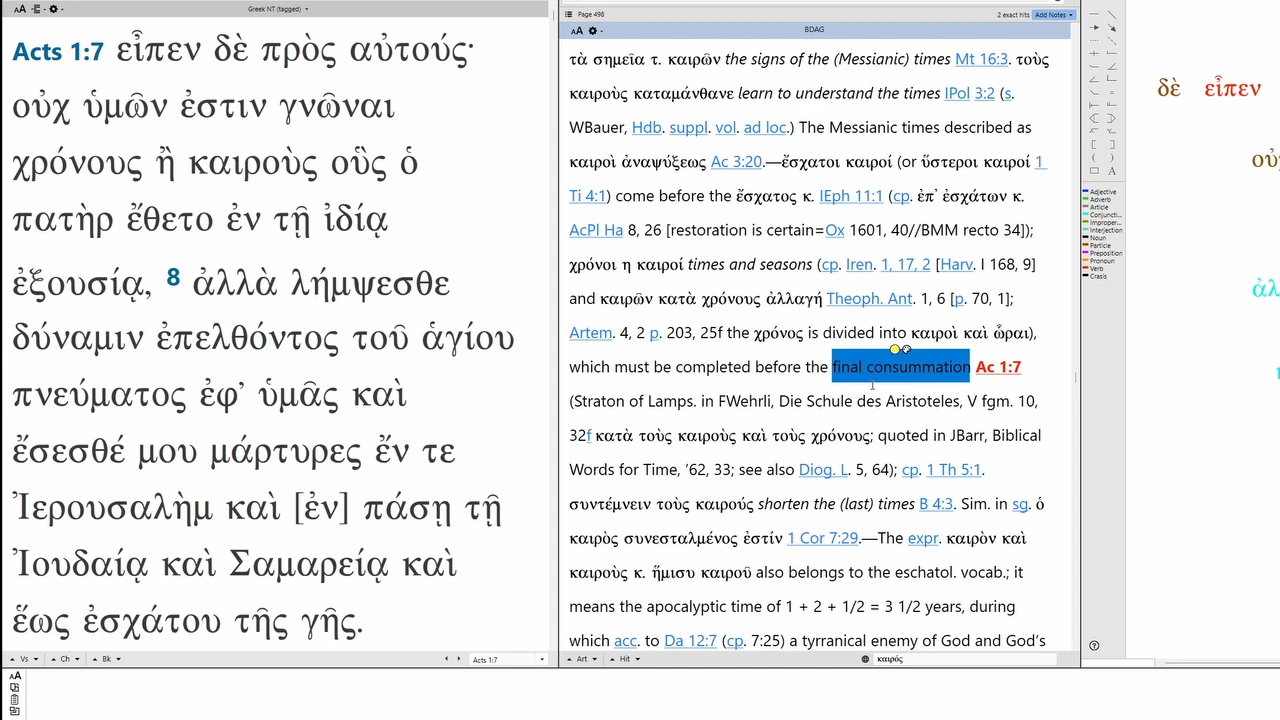 Greek NT (tagged)
Acts 1:7 εἶπεν δὲ πρὸς αὐτούς·
οὐχ ὑμῶν ἐστιν γνῶναι
χρόνους ἢ καιροὺς οὓς ὁ
πατὴρ ἔθετο ἐν τῇ ἰδίᾳ
ἐξουσίᾳ, 8 ἀλλὰ λήμψεσθε
δύναμιν ἐπελθόντος τοῦ ἁγίου
πνεύματος ἐφ’ ὑμᾶς καὶ
ἔσεσθέ μου μάρτυρες ἔν τε
Ἰερουσαλὴμ καὶ [ἐν] πάσῃ τῇ
Ἰουδαίᾳ καὶ Σαμαρείᾳ καὶ
ἕως ἐσχάτου τῆς γῆς.
Vs Ch Bk Acts 1:7
Page 498 2 exact hits Add Notes
BDAG
τὰ σημεῖα τ. καιρῶν the signs of the (Messianic) times Mt 16:3. τοὺς
καιροὺς καταμάνθανε learn to understand the times IPol 3:2 (s.
WBauer, Hdb. suppl. vol. ad loc.) The Messianic times described as
καιροὶ ἀναψύξεως Ac 3:20.—ἔσχατοι καιροί (or ὕστεροι καιροί 1
Ti 4:1) come before the ἔσχατος κ. IEph 11:1 (cp. ἐπ’ ἐσχάτων κ.
AcPl Ha 8, 26 [restoration is certain=Ox 1601, 40//BMM recto 34]);
χρόνοι η καιροί times and seasons (cp. Iren. 1, 17, 2 [Harv. I 168, 9]
and καιρῶν κατὰ χρόνους ἀλλαγή Theoph. Ant. 1, 6 [p. 70, 1];
Artem. 4, 2 p. 203, 25f the χρόνος is divided into καιροὶ καὶ ὧραι),
which must be completed before the final consummation Ac 1:7
(Straton of Lamps. in FWehrli, Die Schule des Aristoteles, V fgm. 10,
32f κατὰ τοὺς καιροὺς καὶ τοὺς χρόνους; quoted in JBarr, Biblical
Words for Time, ’62, 33; see also Diog. L. 5, 64); cp. 1 Th 5:1.
συντέμνειν τοὺς καιρούς shorten the (last) times B 4:3. Sim. in sg. ὁ
καιρὸς συνεσταλμένος ἐστίν 1 Cor 7:29.—The expr. καιρὸν καὶ
καιροὺς κ. ἥμισυ καιροῦ also belongs to the eschatol. vocab.; it
means the apocalyptic time of 1 + 2 + 1/2 = 3 1/2 years, during
which acc. to Da 12:7 (cp. 7:25) a tyrranical enemy of God and God’s
Art Hit καιρός
Adjective
Adverb
Article
Conjuncti...
Improper...
Interjection
Noun
Particle
Preposition
Pronoun
Verb
Crasis
δὲ εἶπεν